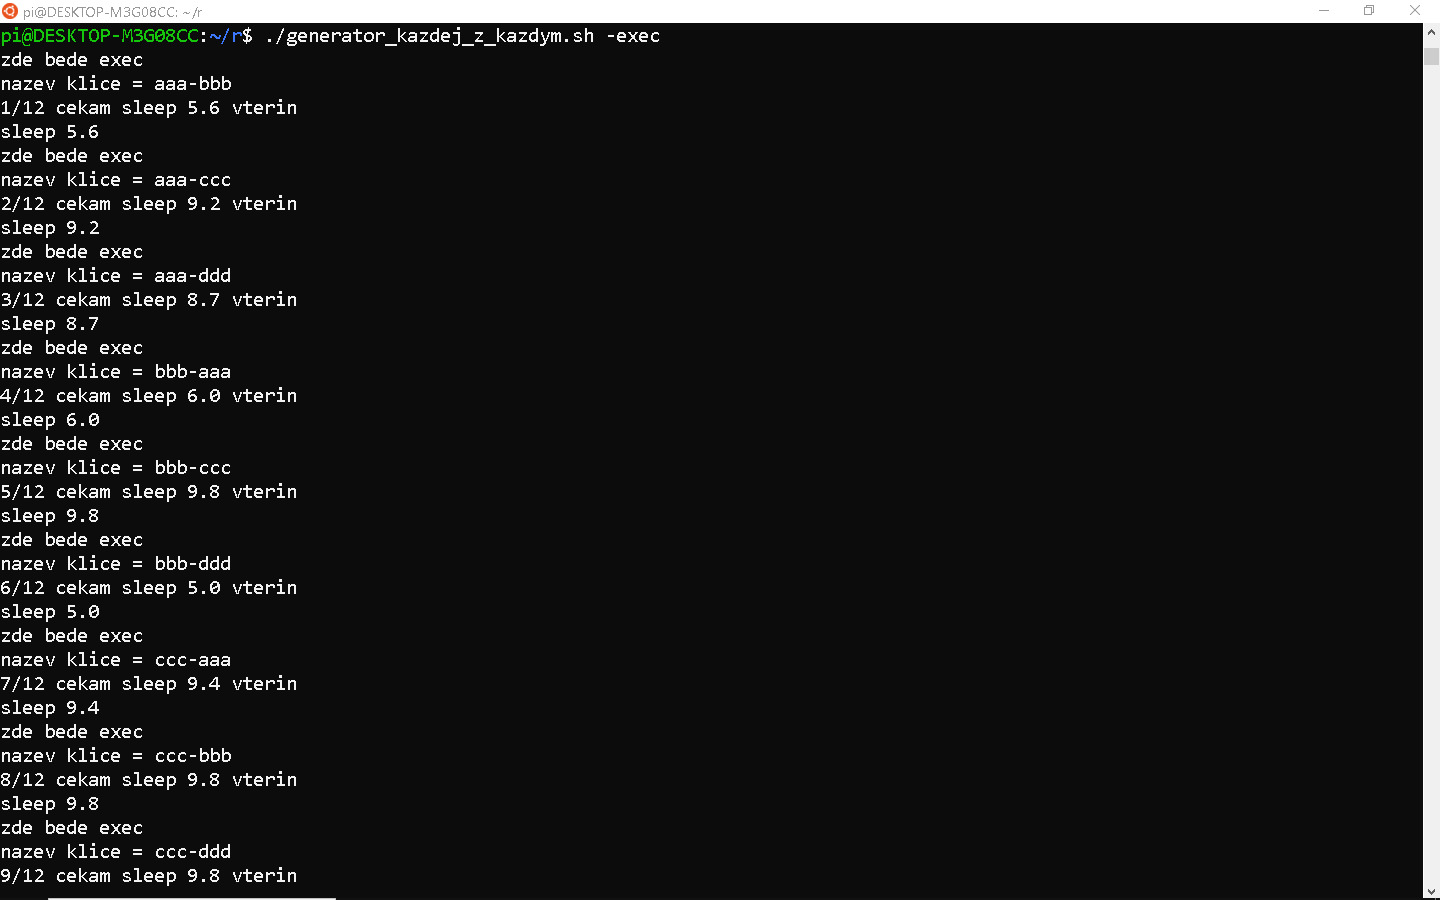 pi@DESKTOP-M3G08CC: ~/r
pi@DESKTOP-M3G08CC:~/r$ ./generator_kazdej_z_kazdym.sh -exec
zde bede exec
nazev klice = aaa-bbb
1/12 cekam sleep 5.6 vterin
sleep 5.6
zde bede exec
nazev klice = aaa-ccc
2/12 cekam sleep 9.2 vterin
sleep 9.2
zde bede exec
nazev klice = aaa-ddd
3/12 cekam sleep 8.7 vterin
sleep 8.7
zde bede exec
nazev klice = bbb-aaa
4/12 cekam sleep 6.0 vterin
sleep 6.0
zde bede exec
nazev klice = bbb-ccc
5/12 cekam sleep 9.8 vterin
sleep 9.8
zde bede exec
nazev klice = bbb-ddd
6/12 cekam sleep 5.0 vterin
sleep 5.0
zde bede exec
nazev klice = ccc-aaa
7/12 cekam sleep 9.4 vterin
sleep 9.4
zde bede exec
nazev klice = ccc-bbb
8/12 cekam sleep 9.8 vterin
sleep 9.8
zde bede exec
nazev klice = ccc-ddd
9/12 cekam sleep 9.8 vterin